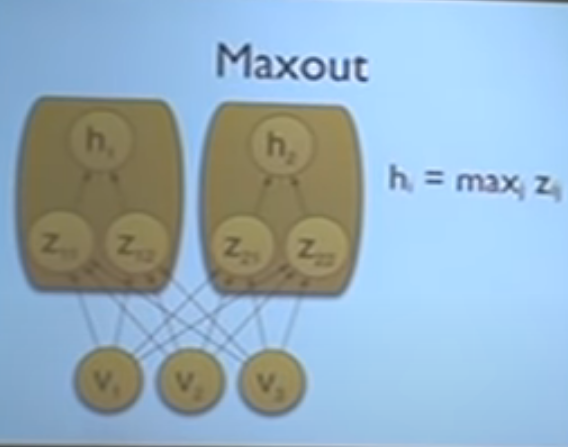 Maxout
h₁ h₂
hᵢ = maxⱼ zᵢⱼ
z₁₁ z₁₂ z₂₁ z₂₂
v₁ v₂ v₃